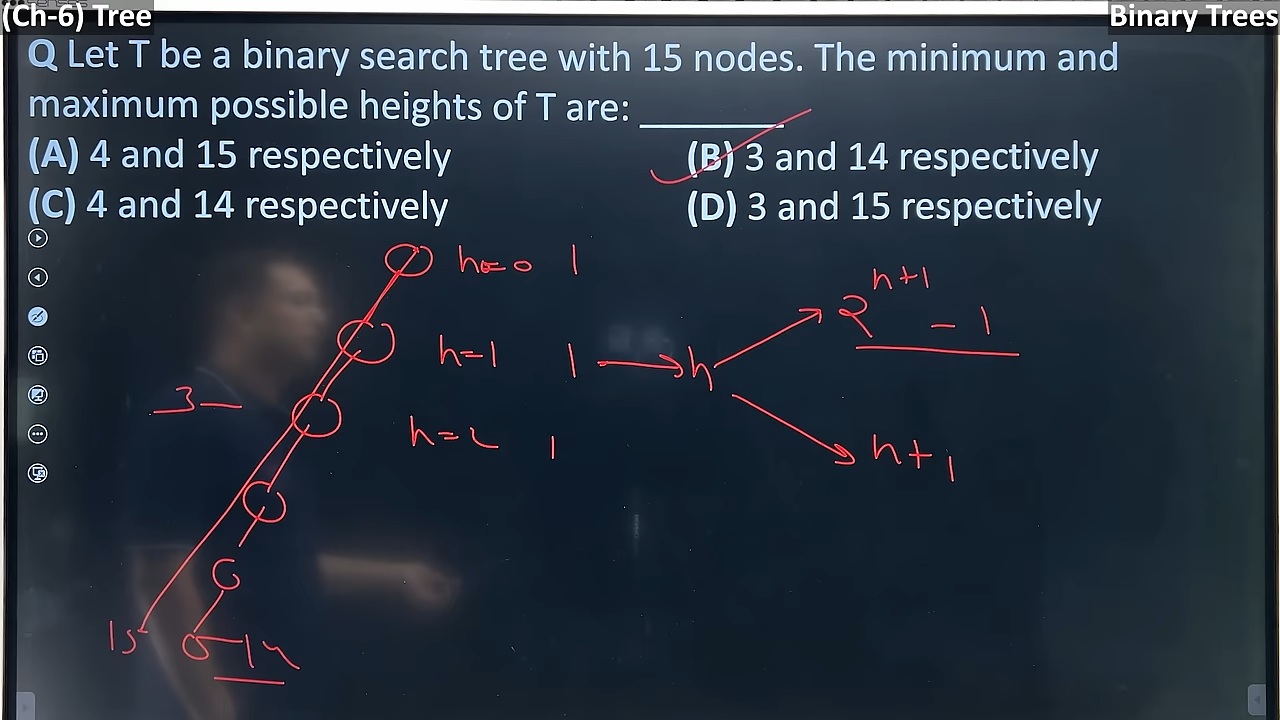 (Ch-6) Tree
Binary Trees
Q Let T be a binary search tree with 15 nodes. The minimum and
maximum possible heights of T are: ________
(A) 4 and 15 respectively
(B) 3 and 14 respectively
(C) 4 and 14 respectively
(D) 3 and 15 respectively
h=0 1
h=1 1 → h
h=2 1
2^{h+1} - 1
h+1
3
15
14